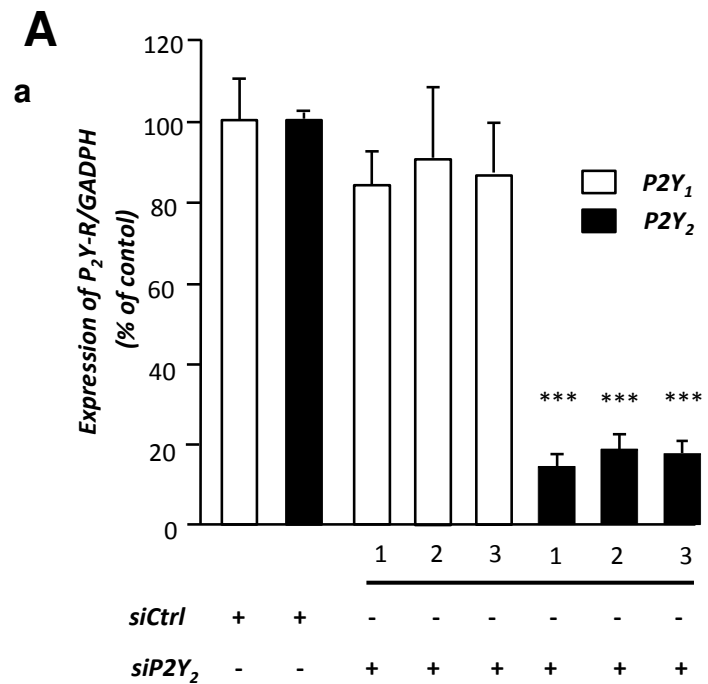 A
a
Expression of P2Y-R/GADPH
(% of contol)
120
100
80
60
40
20
0
P2Y1
P2Y2
*** *** ***
1 2 3 1 2 3
siCtrl + + - - - - - -
siP2Y2 - - + + + + + +